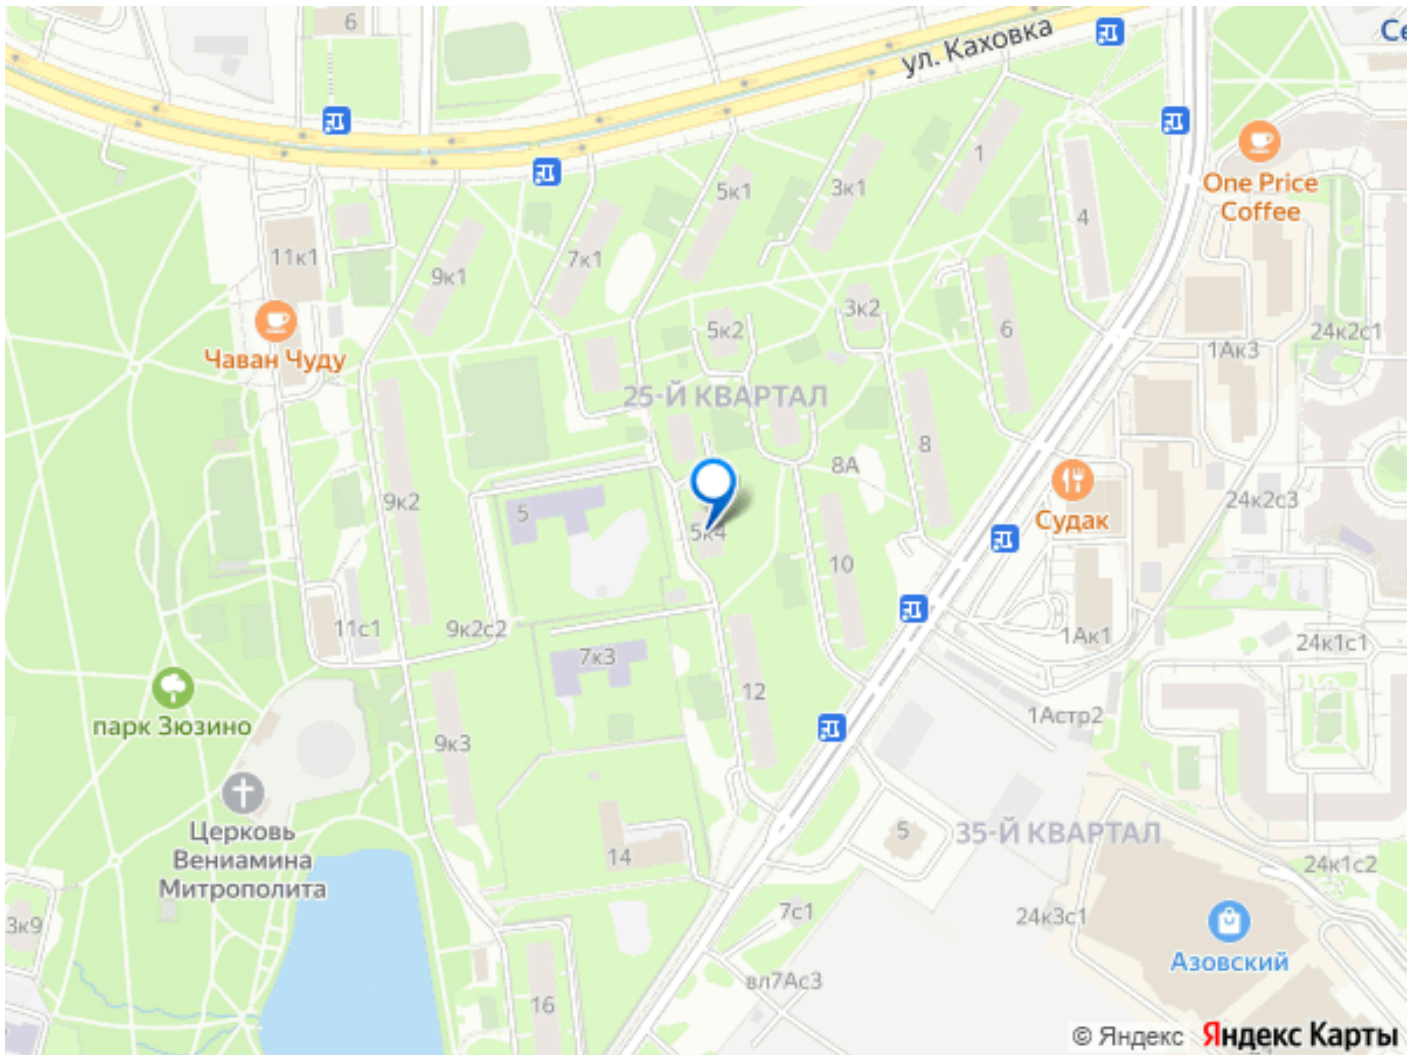 6
ул. Каховка
Се
One Price
Coffee
1
5к1
3к1
4
11к1
7к1
9к1
3к2
5к2
6
24к2с1
1Ак3
Чаван Чуду
25-Й КВАРТАЛ
8
8А
9к2
24к2с3
5
Судак
5к4
10
11с1
9к2с2
1Ак1
24к1с1
7к3
12
1Астр2
парк Зюзино
9к3
Церковь
Вениамина
Митрополита
5
35-Й КВАРТАЛ
14
24к1с2
7с1
24к3с1
3к9
Азовский
вл7Ас3
16
© Яндекс Яндекс Карты